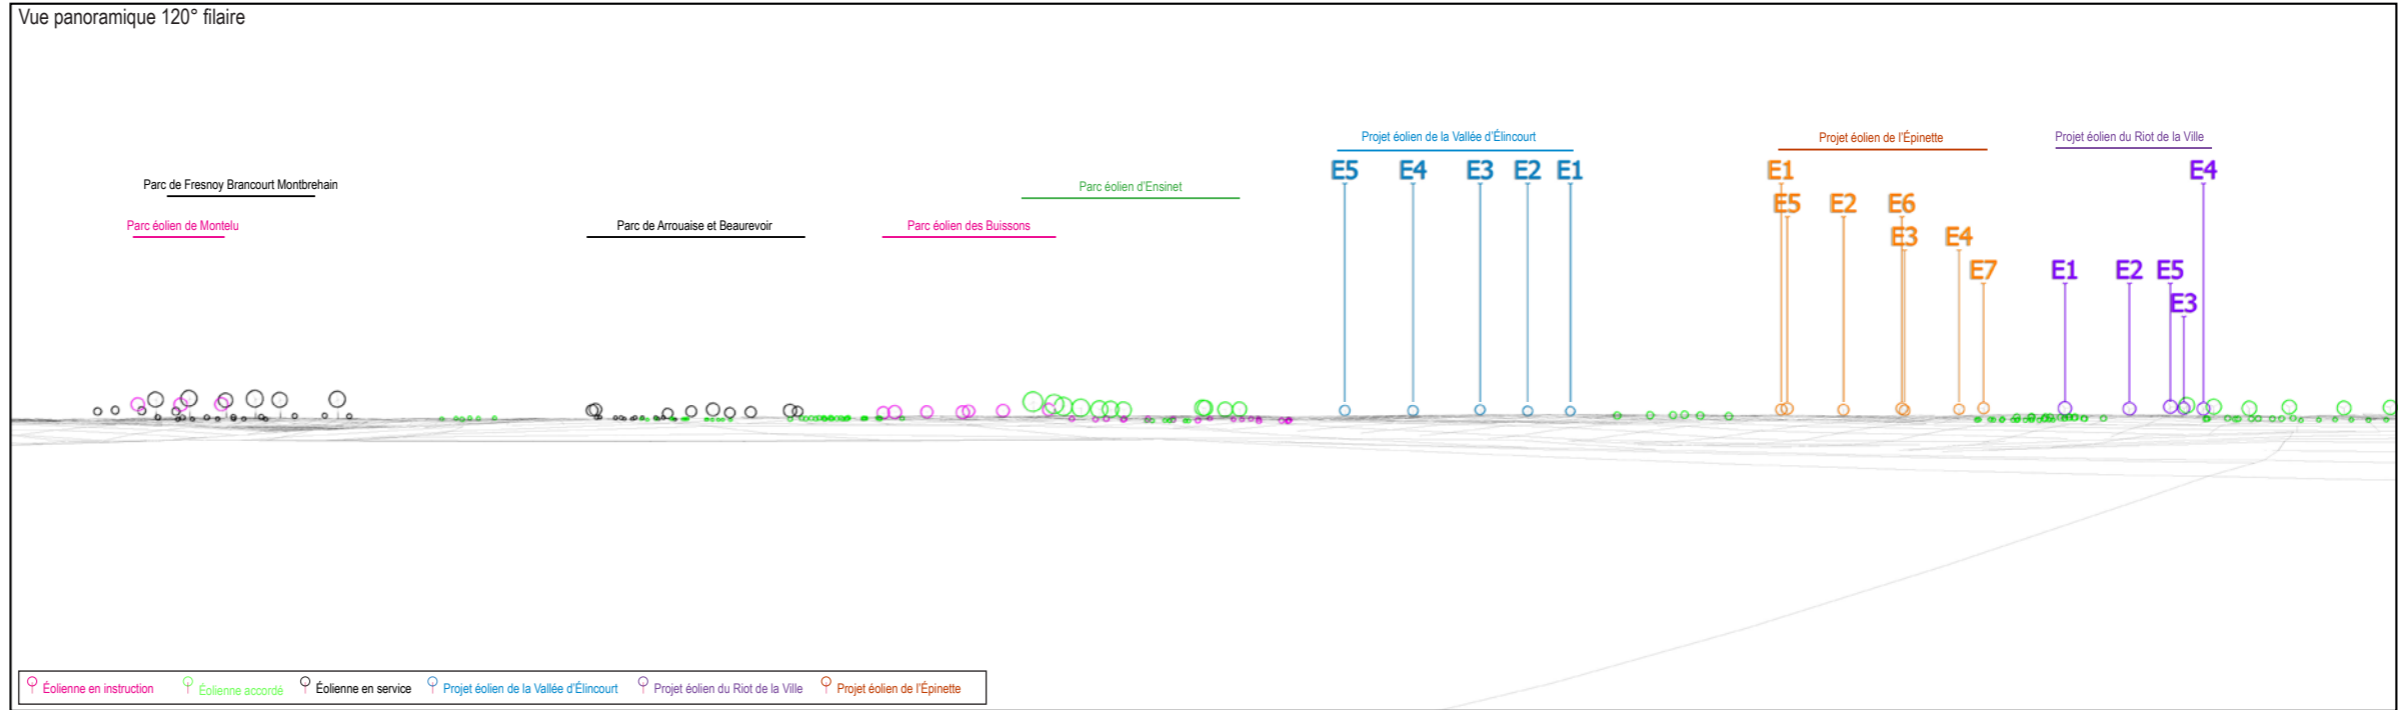 Vue panoramique 120° filaire
Projet éolien de la Vallée d'Élincourt
Projet éolien de l'Épinette
Projet éolien du Riot de la Ville
E5 E4 E3 E2 E1
E1
E4
Parc de Fresnoy Brancourt Montbrehain
Parc éolien d'Ensinet
E5 E2 E6
Parc éolien de Montelu
Parc de Arrouaise et Beaurevoir
Parc éolien des Buissons
E3 E4
E7
E1 E2 E5
E3
Éolienne en instruction
Éolienne accordé
Éolienne en service
Projet éolien de la Vallée d'Élincourt
Projet éolien du Riot de la Ville
Projet éolien de l'Épinette